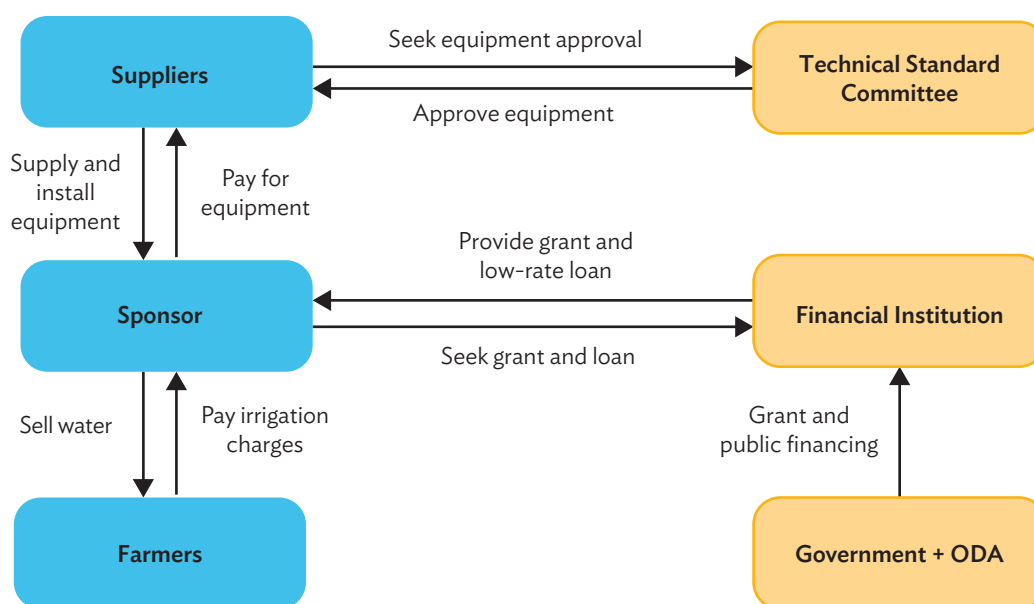 Seek equipment approval
Suppliers
Technical Standard
Committee
Approve equipment
Supply and
install
equipment
Pay for
equipment
Provide grant and
low-rate loan
Sponsor
Financial Institution
Seek grant and loan
Sell water
Pay irrigation
charges
Grant and
public financing
Farmers
Government + ODA